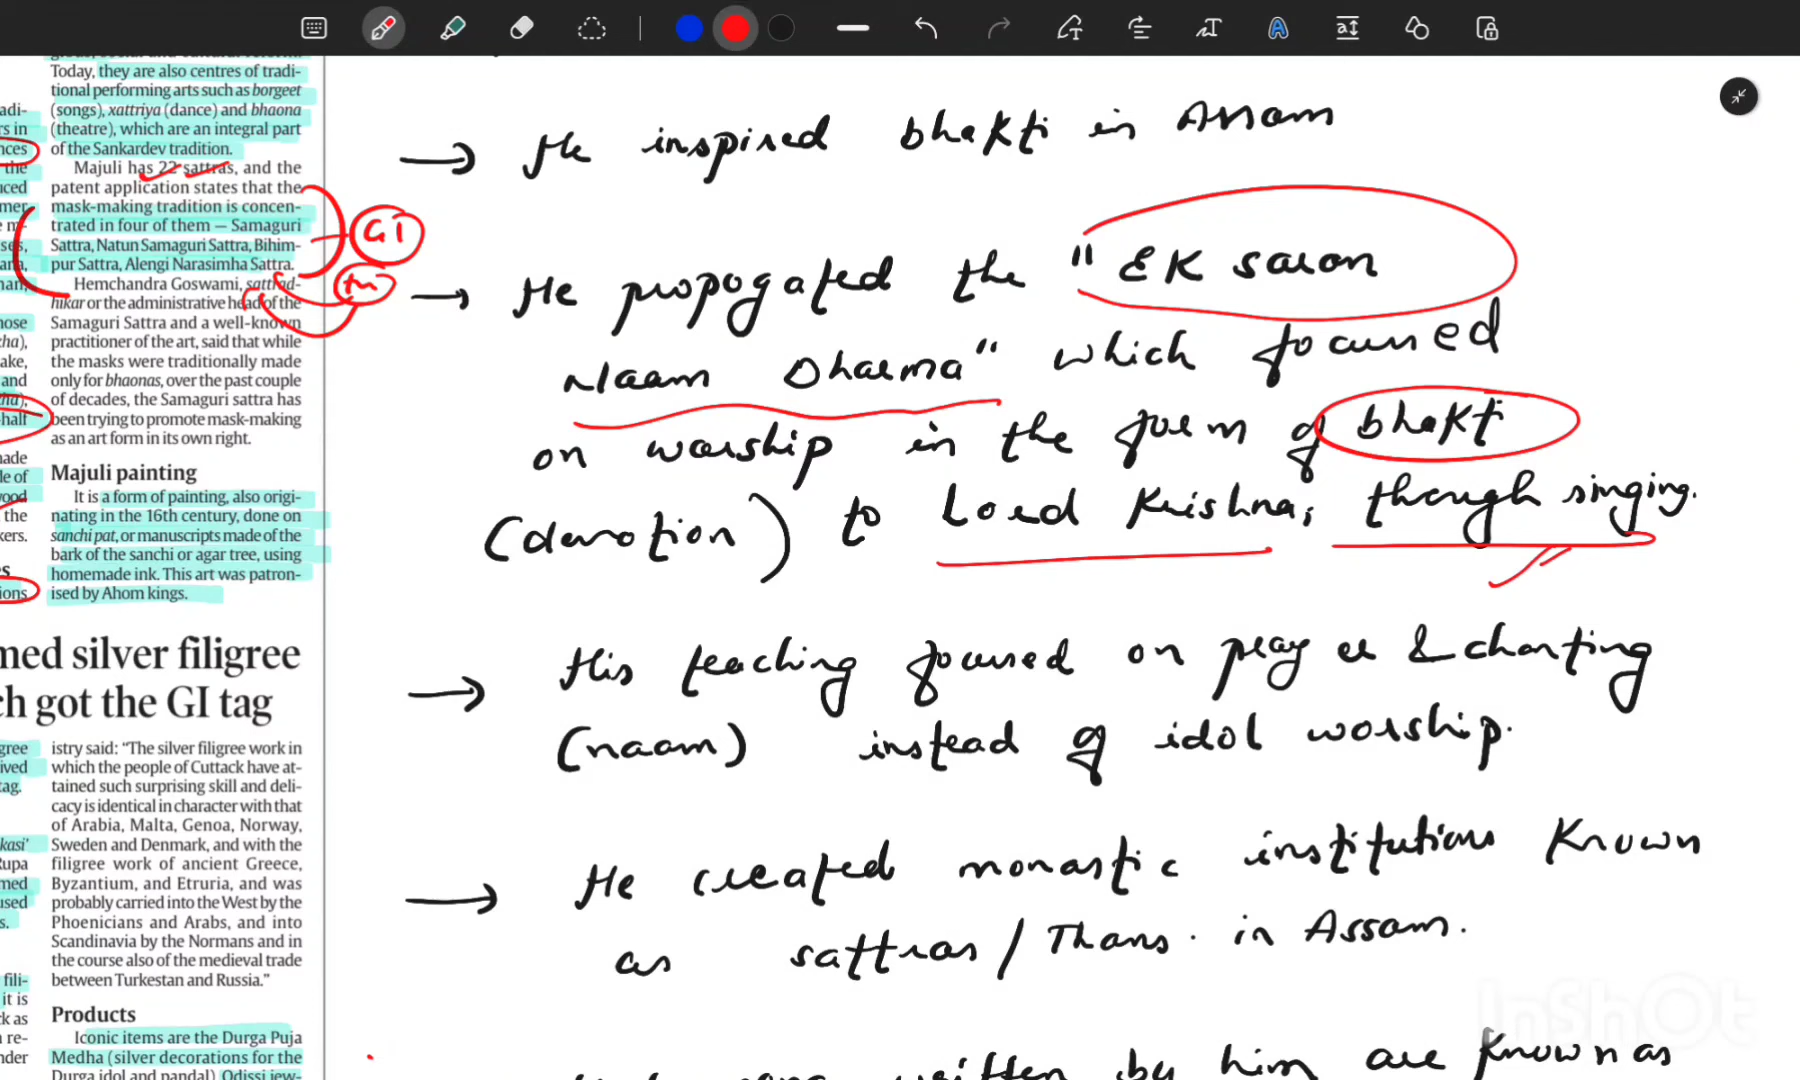 Today, they are also centres of tradi-
tional performing arts such as borgeet
(songs), xattriya (dance) and bhaona
(theatre), which are an integral part
of the Sankardev tradition.
Majuli has 22 sattras, and the
patent application states that the
mask-making tradition is concen-
trated in four of them — Samaguri
Sattra, Natun Samaguri Sattra, Bihim-
pur Sattra, Alengi Narasimha Sattra.
Hemchandra Goswami, sattrad-
hikar or the administrative head of the
Samaguri Sattra and a well-known
practitioner of the art, said that while
the masks were traditionally made
only for bhaonas, over the past couple
of decades, the Samaguri sattra has
been trying to promote mask-making
as an art form in its own right.
Majuli painting
It is a form of painting, also origi-
nating in the 16th century, done on
sanchi pat, or manuscripts made of the
bark of the sanchi or agar tree, using
homemade ink. This art was patron-
ised by Ahom kings.
med silver filigree
ch got the GI tag
istry said: “The silver filigree work in
which the people of Cuttack have at-
tained such surprising skill and deli-
cacy is identical in character with that
of Arabia, Malta, Genoa, Norway,
Sweden and Denmark, and with the
filigree work of ancient Greece,
Byzantium, and Etruria, and was
probably carried into the West by the
Phoenicians and Arabs, and into
Scandinavia by the Normans and in
the course also of the medieval trade
between Turkestan and Russia.”
Products
Iconic items are the Durga Puja
Medha (silver decorations for the
Durga idol and pandal) Odissi jew-
GI
→ He inspired bhakti in Assam
→ He propogated the "EK saran
Naam Dharma" which focused
on worship in the form of bhakti
(devotion) to Lord Krishna, though singing.
→ His teaching focused on prayer & chanting
(naam) instead of idol worship.
→ He created monastic institutions known
as sattras / Thans. in Assam.
written by him are known as
InShOt